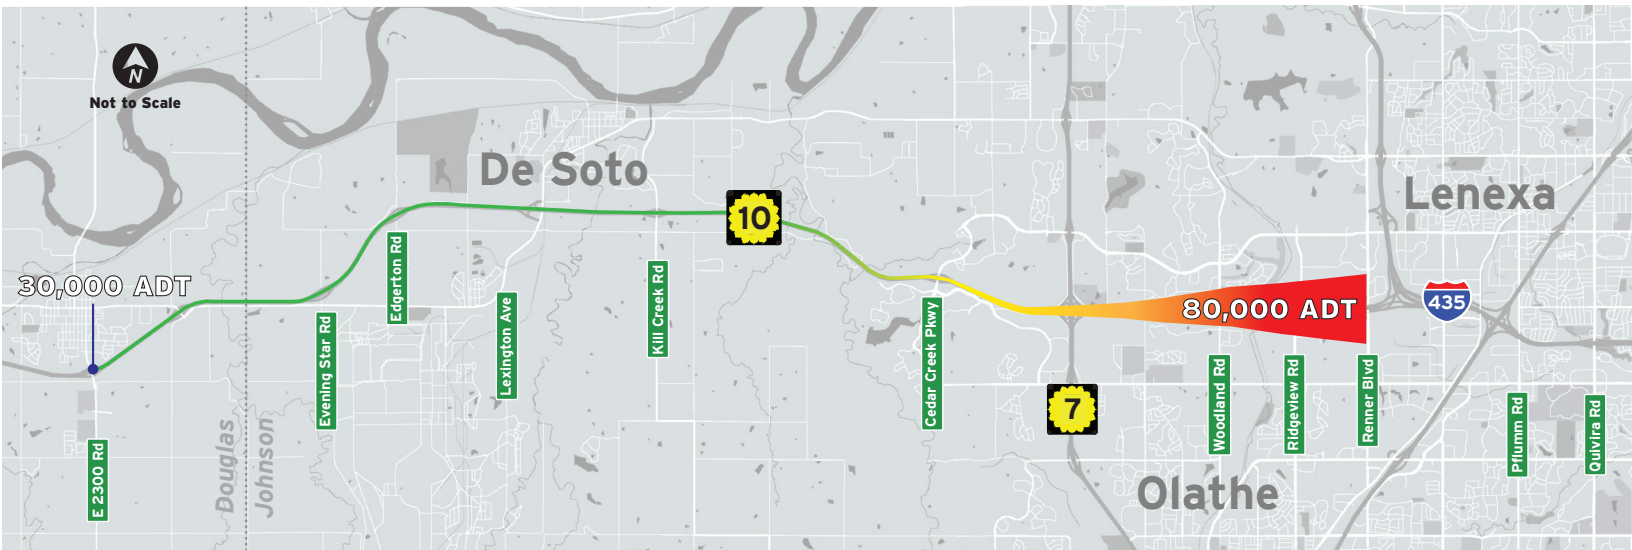 N
Not to Scale
De Soto
10
Lenexa
30,000 ADT
80,000 ADT
435
Edgerton Rd
Kill Creek Rd
Lexington Ave
Evening Star Rd
Cedar Creek Pkwy
7
Woodland Rd
Ridgeview Rd
Renner Blvd
Pflumm Rd
Quivira Rd
E 2300 Rd
Douglas
Johnson
Olathe